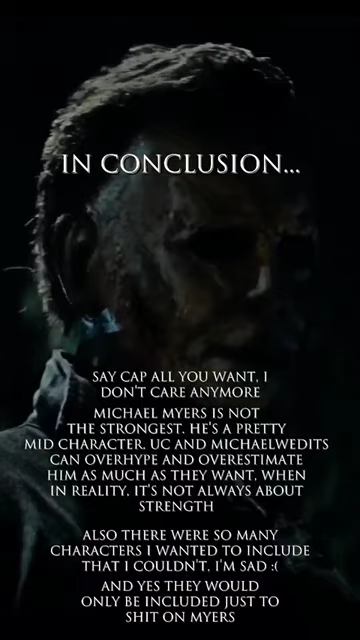 IN CONCLUSION...
SAY CAP ALL YOU WANT, I
DON'T CARE ANYMORE
MICHAEL MYERS IS NOT
THE STRONGEST. HE'S A PRETTY
MID CHARACTER. UC AND MICHAELWEDITS
CAN OVERHYPE AND OVERESTIMATE
HIM AS MUCH AS THEY WANT, WHEN
IN REALITY, IT'S NOT ALWAYS ABOUT
STRENGTH
ALSO THERE WERE SO MANY
CHARACTERS I WANTED TO INCLUDE
THAT I COULDN'T. I'M SAD :(
AND YES THEY WOULD
ONLY BE INCLUDED JUST TO
SHIT ON MYERS